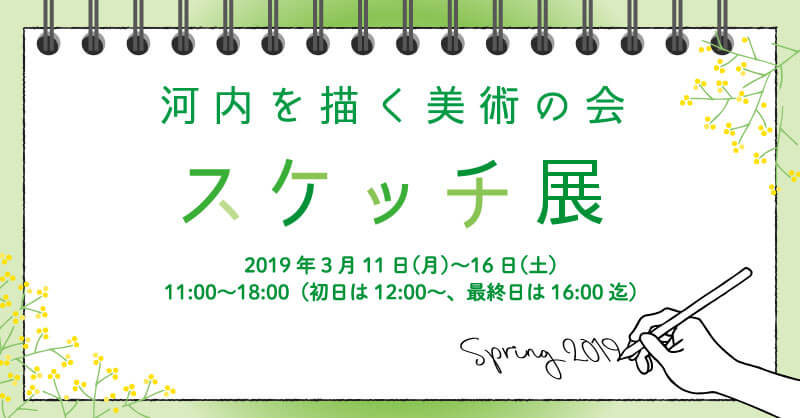 河内を描く美術の会
スケッチ展
2019年3月11日(月)〜16日(土)
11:00〜18:00（初日は12:00〜、最終日は16:00迄）
Spring 2019